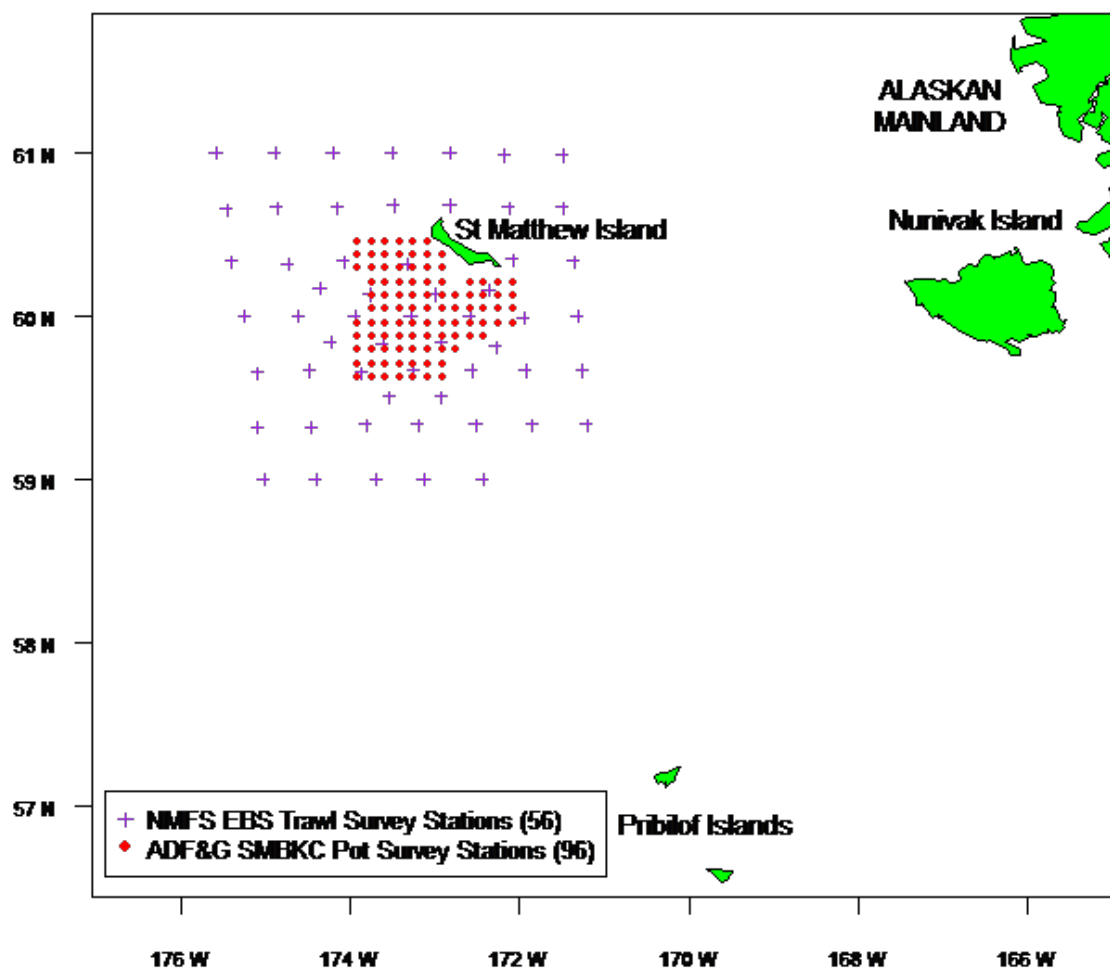 ALASKAN
MAINLAND
61 N
St Matthew Island
Nunivak Island
60 N
59 N
58 N
57 N
NMFS EBS Trawl Survey Stations (56)
ADF&G SMBKC Pot Survey Stations (96)
Pribilof Islands
176 W
174 W
172 W
170 W
168 W
166 W